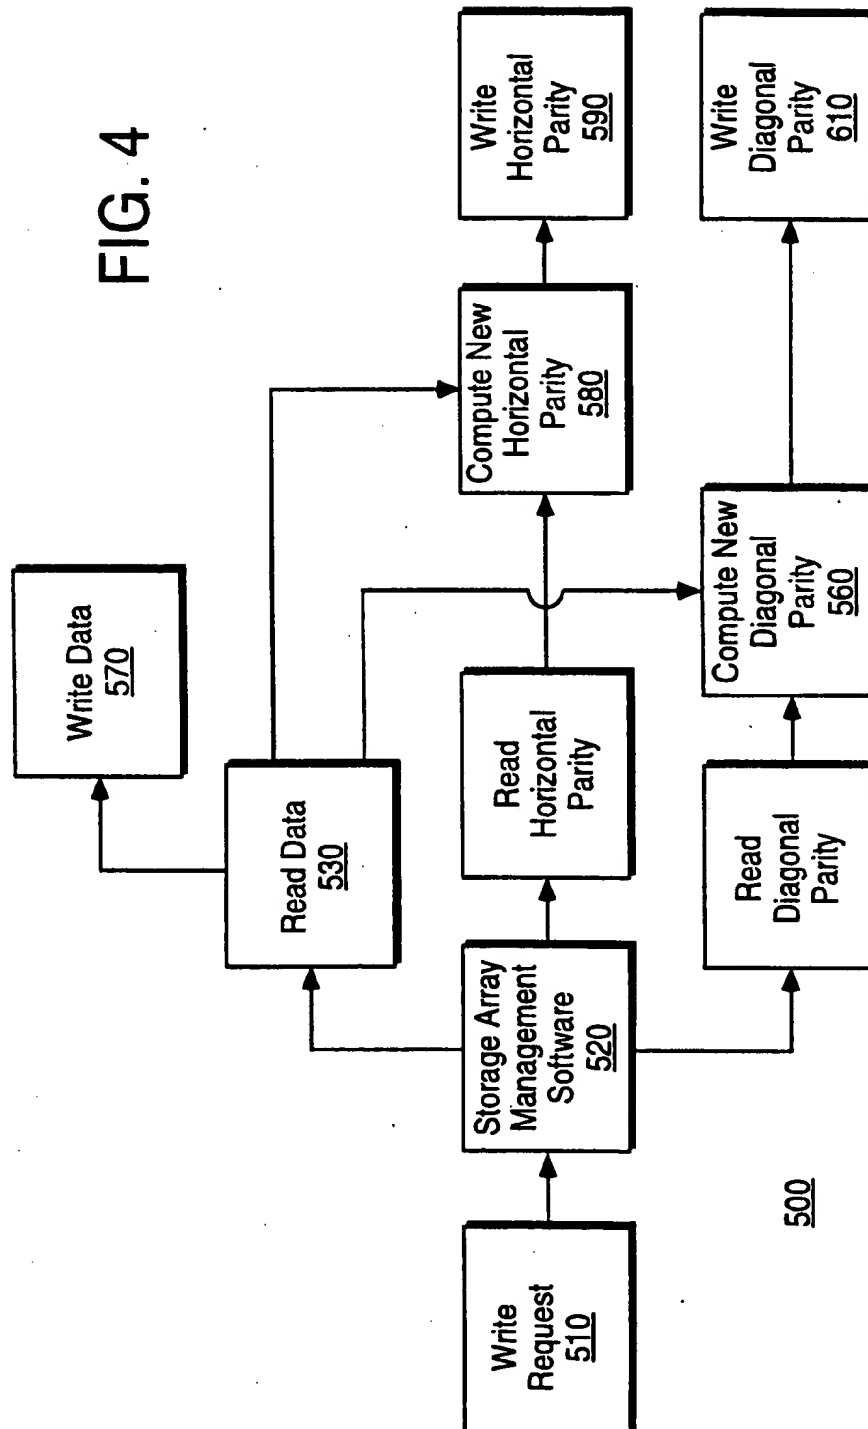 FIG. 4
Write Data
570
Read Data
530
Write
Request
510
Storage Array
Management
Software
520
Read
Horizontal
Parity
Compute New
Horizontal
Parity
580
Write
Horizontal
Parity
590
Read
Diagonal
Parity
Compute New
Diagonal
Parity
560
Write
Diagonal
Parity
610
500